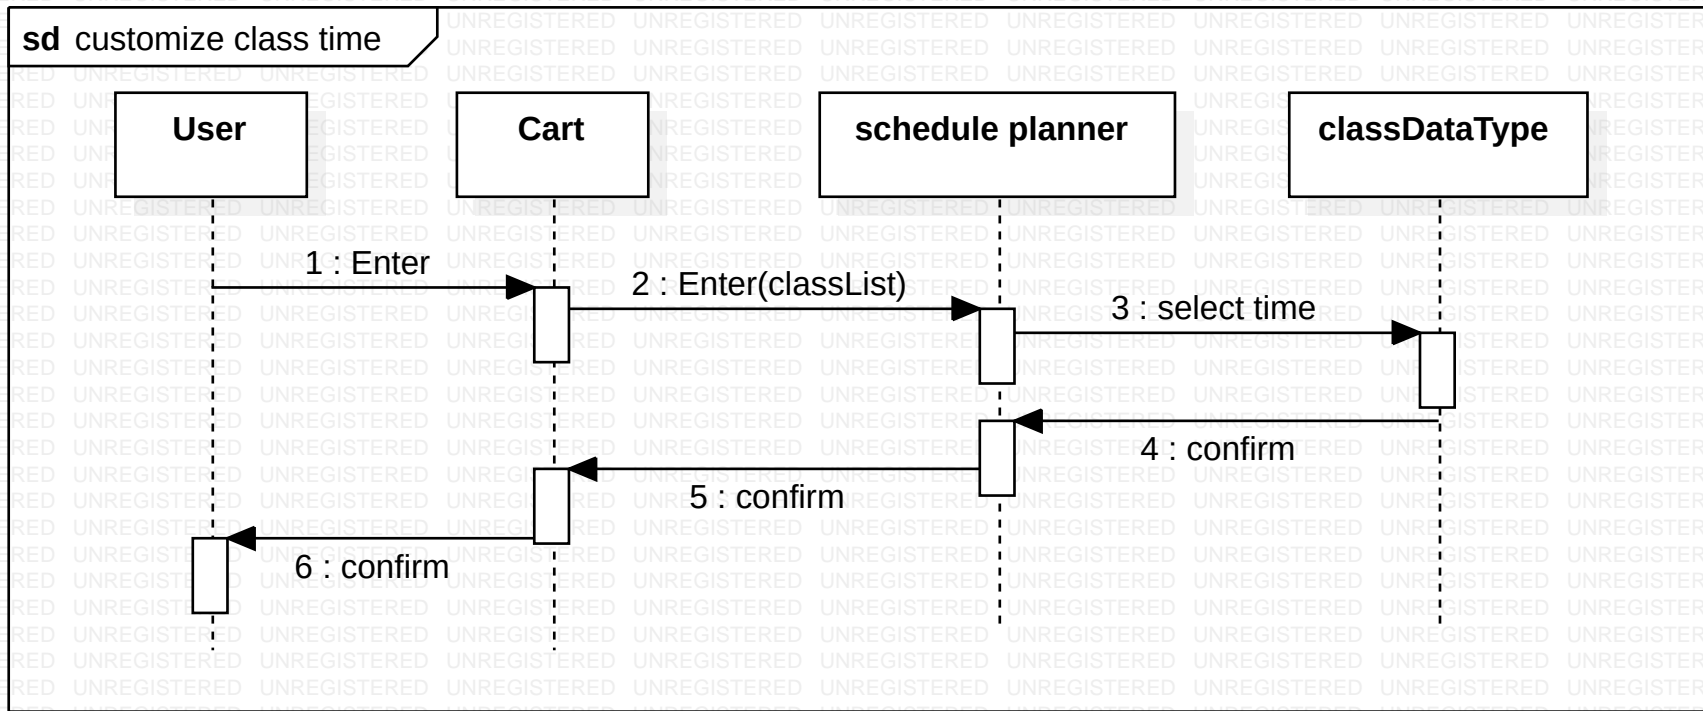 sd customize class time
User
Cart
schedule planner
classDataType
1 : Enter
2 : Enter(classList)
3 : select time
4 : confirm
5 : confirm
6 : confirm
UNREGISTERED